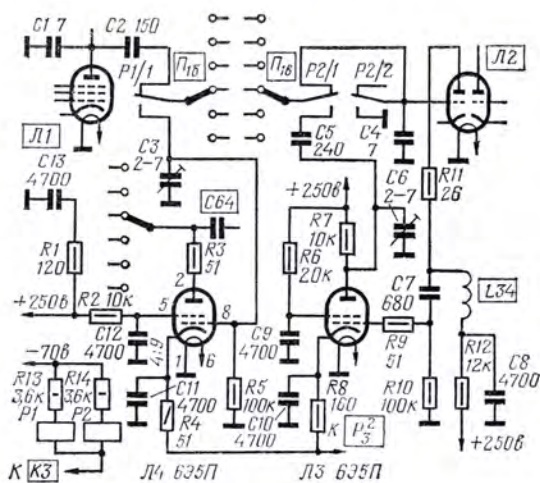 C1 7
C2 150
P1/1
П1б
П1в
P2/1
P2/2
Л2
Л1
C13
4700
C3
2-7
C5
240
C4
7
C6
2-7
R11
26
C64
+250в
R1
120
R3
51
R7
10к
R6
20к
C7
680
L34
2
+250в
R2 10к
5
8
C12
4700
4;9
1
6
C9
4700
R9
51
R12
12к
C8
4700
-70в
R13
3,6к
R14
3,6к
P1
P2
C11
4700
R4
51
R5
100к
C10
4700
R8
160
R10
100к
+250в
К
P3²
К К3
Л4 6Э5П
Л3 6Э5П